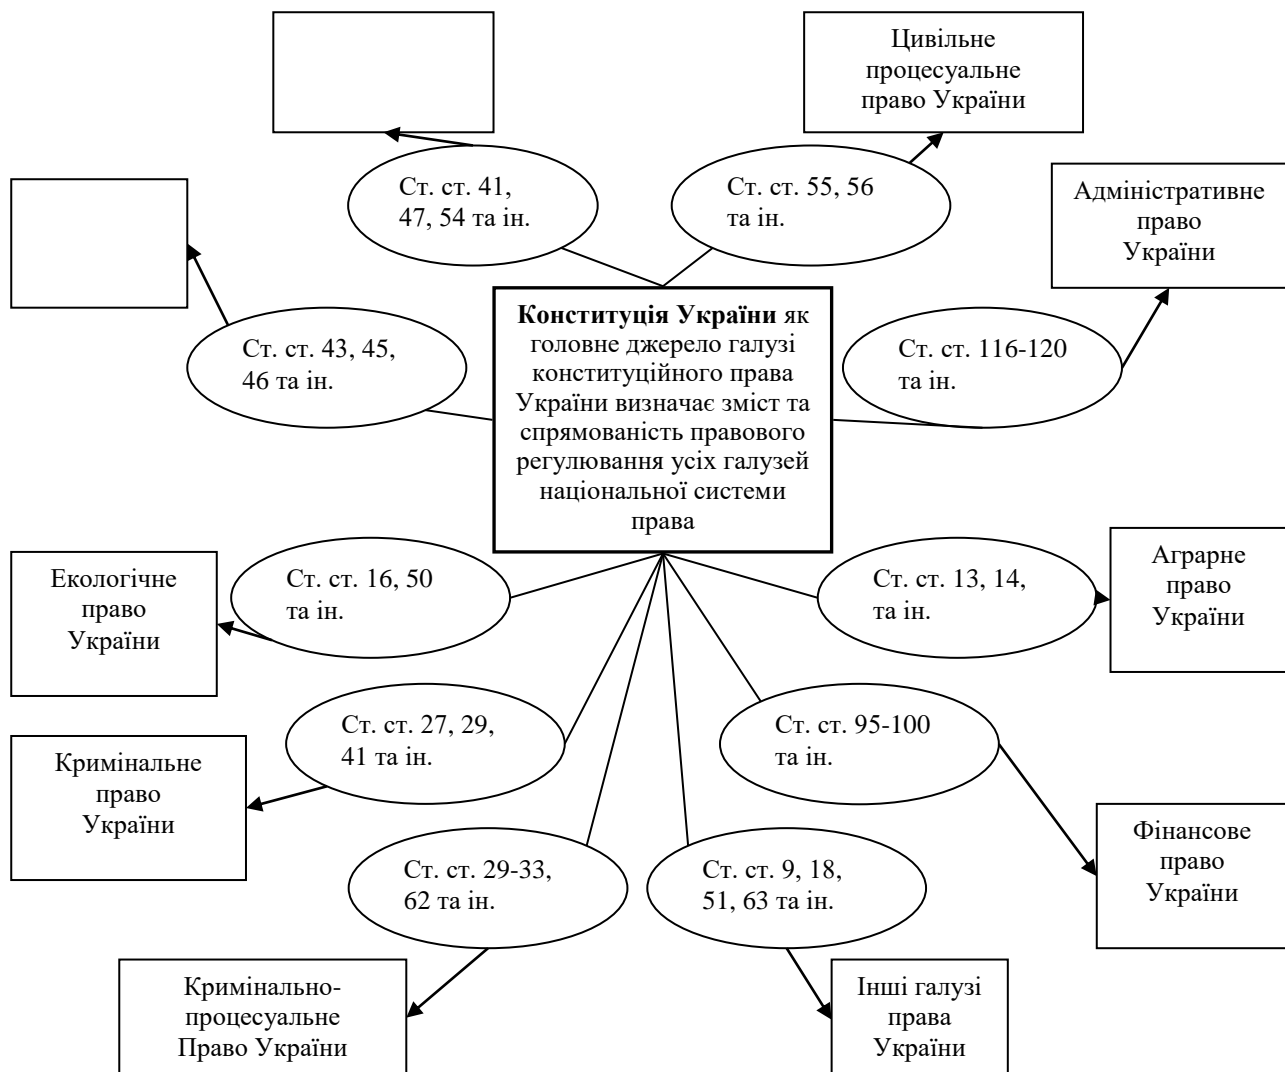 Цивільне
процесуальне
право України
Ст. ст. 41,
47, 54 та ін.
Ст. ст. 55, 56
та ін.
Адміністративне
право
України
Ст. ст. 43, 45,
46 та ін.
Конституція України як
головне джерело галузі
конституційного права
України визначає зміст та
спрямованість правового
регулювання усіх галузей
національної системи
права
Ст. ст. 116-120
та ін.
Екологічне
право
України
Ст. ст. 16, 50
та ін.
Ст. ст. 13, 14,
та ін.
Аграрне
право
України
Кримінальне
право
України
Ст. ст. 27, 29,
41 та ін.
Ст. ст. 95-100
та ін.
Фінансове
право
України
Ст. ст. 29-33,
62 та ін.
Ст. ст. 9, 18,
51, 63 та ін.
Кримінально-
процесуальне
Право України
Інші галузі
права
України